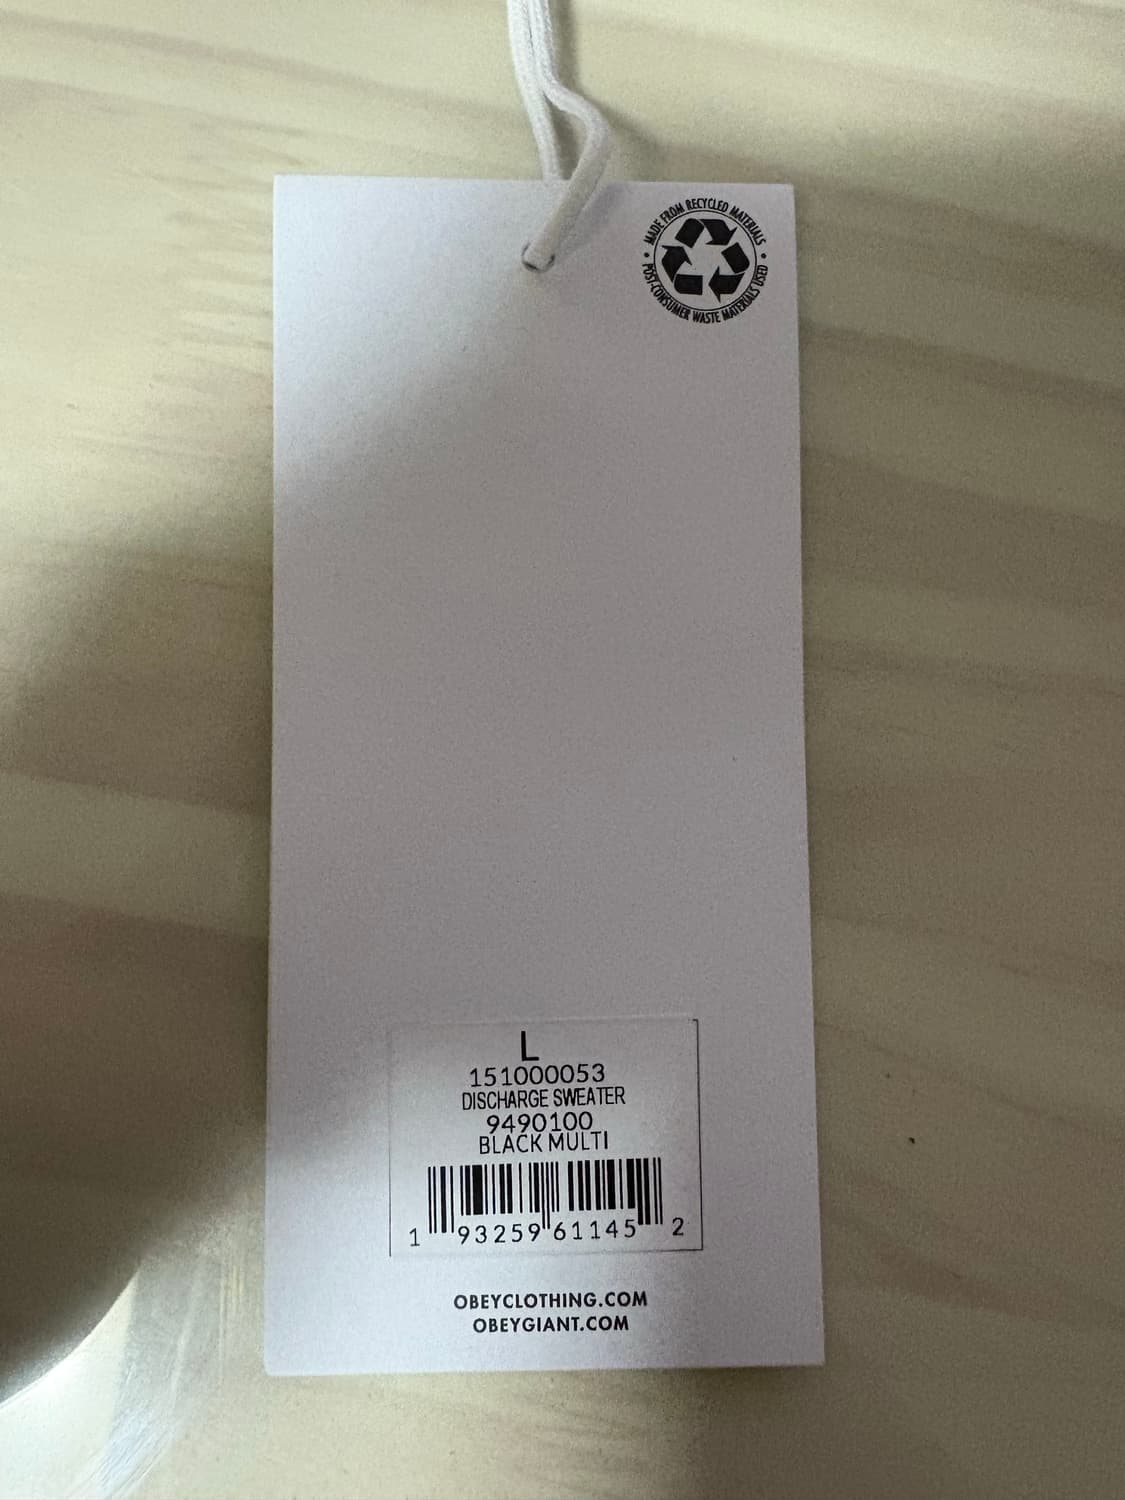 • MADE FROM RECYCLED MATERIALS •
POST-CONSUMER WASTE MATERIALS USED
L
151000053
DISCHARGE SWEATER
9490100
BLACK MULTI
1 93259 61145 2
OBEYCLOTHING.COM
OBEYGIANT.COM